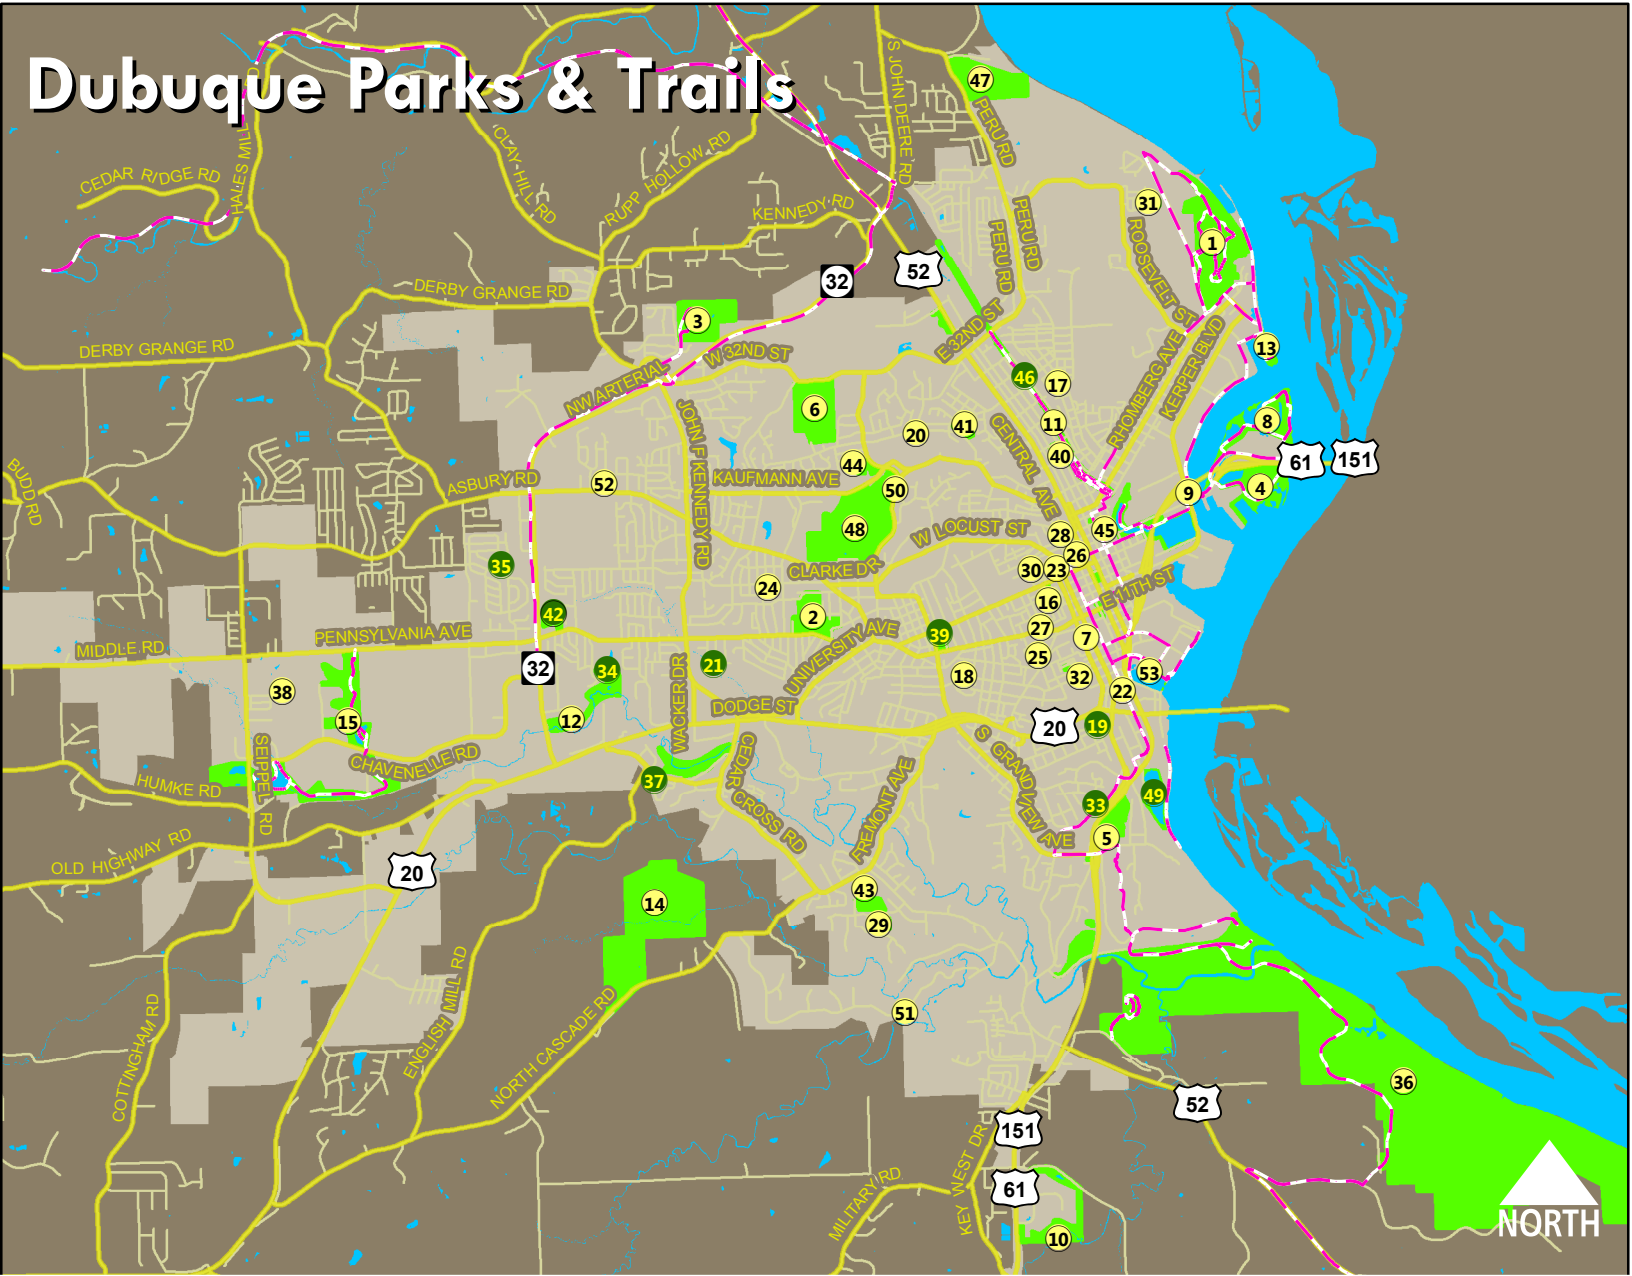 Dubuque Parks & Trails
S JOHN DEERE RD
47
PERU RD
CEDAR RIDGE RD
HALES MILL RD
CLAY HILL RD
RUPP HOLLOW RD
KENNEDY RD
31
1
PERU RD
PERU RD
ROOSEVELT ST
52
32
DERBY GRANGE RD
3
E 32ND ST
13
DERBY GRANGE RD
W 32ND ST
NW ARTERIAL
RHOMBERG AVE
KERPER BLVD
46
17
6
JOHN F KENNEDY RD
20
41
11
8
CENTRAL AVE
40
61
151
44
BUDD RD
ASBURY RD
52
KAUFMANN AVE
50
9
4
48
W LOCUST ST
28
45
26
35
CLARKE DR
30
23
24
E 11TH ST
16
42
2
27
PENNSYLVANIA AVE
UNIVERSITY AVE
39
7
MIDDLE RD
25
32
34
WACKER DR
21
18
32
53
38
22
15
12
DODGE ST
20
19
SEIPPEL RD
CHAVENELLE RD
CEDAR CROSS RD
S GRANDVIEW AVE
HUMKE RD
37
FREMONT AVE
33
49
OLD HIGHWAY RD
5
20
14
43
29
COTTINGHAM RD
ENGLISH MILL RD
NORTH CASCADE RD
51
36
52
151
KEY WEST DR
61
MILITARY RD
10
NORTH